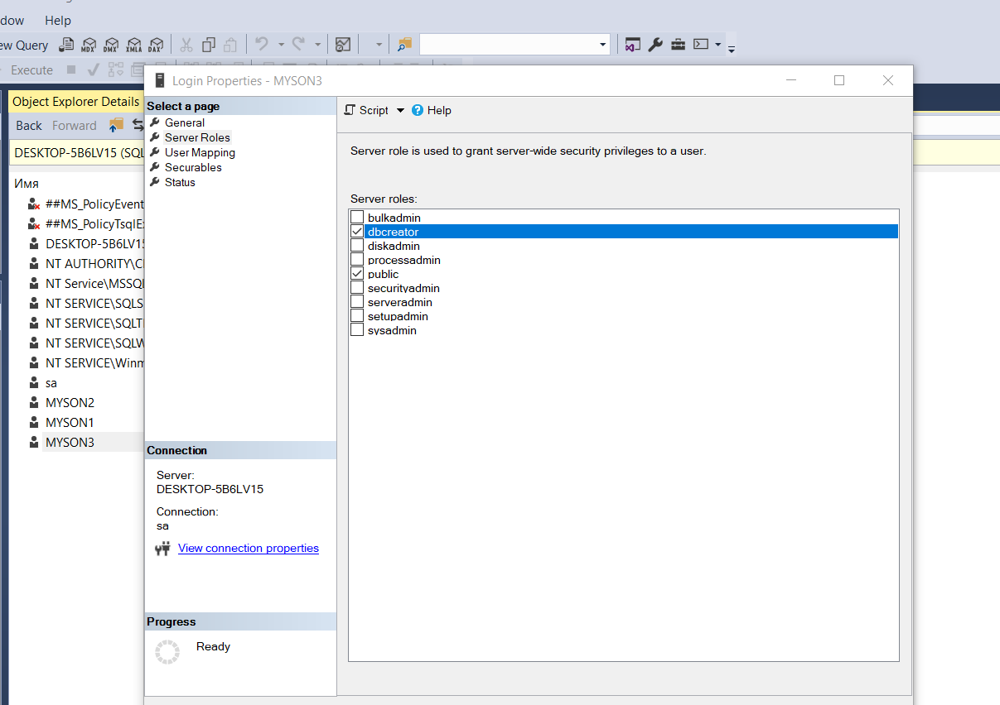 dow Help
ew Query MDX DMX XMLA DAX
Execute
Login Properties - MYSON3
Object Explorer Details
Back Forward
DESKTOP-5B6LV15 (SQL
Имя
##MS_PolicyEvent
##MS_PolicyTsqlEx
DESKTOP-5B6LV15
NT AUTHORITY\
NT Service\MSSQL
NT SERVICE\SQLS
NT SERVICE\SQLT
NT SERVICE\SQLW
NT SERVICE\Winm
sa
MYSON2
MYSON1
MYSON3
Select a page
General
Server Roles
User Mapping
Securables
Status
Connection
Server:
DESKTOP-5B6LV15
Connection:
sa
View connection properties
Progress
Ready
Script Help
Server role is used to grant server-wide security privileges to a user.
Server roles:
bulkadmin
dbcreator
diskadmin
processadmin
public
securityadmin
serveradmin
setupadmin
sysadmin